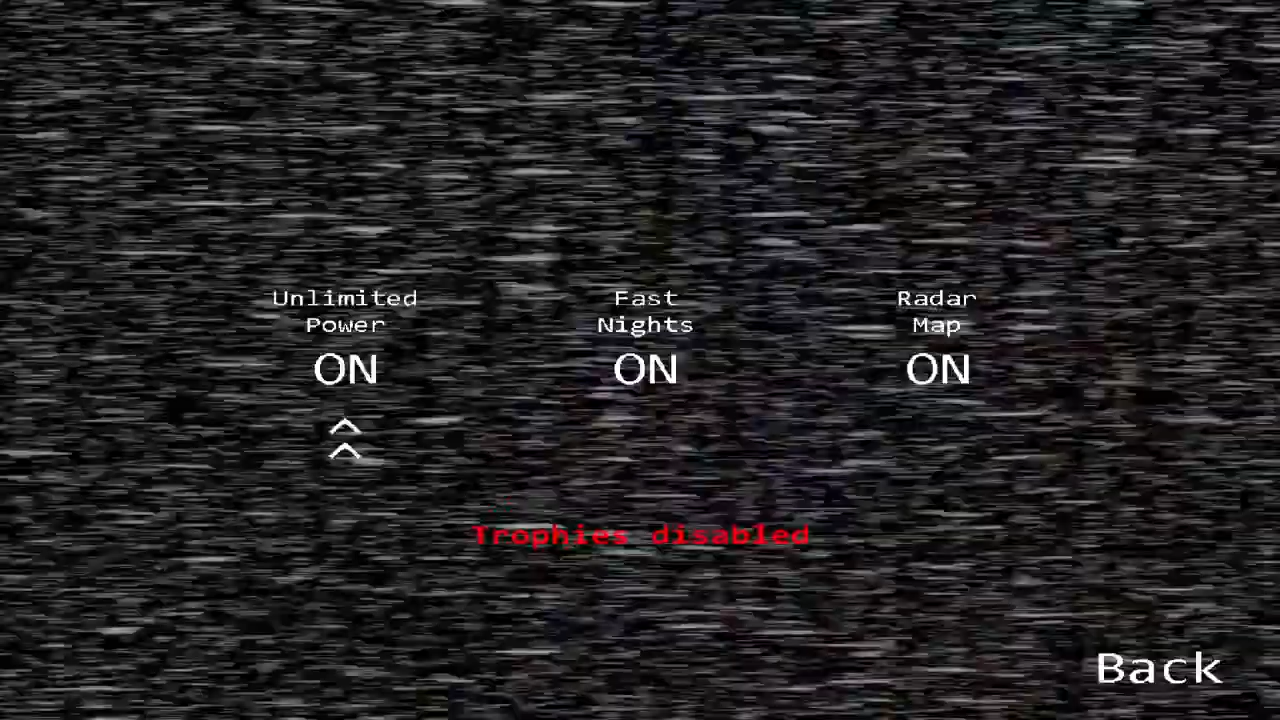 Unlimited
Power
ON
Fast
Nights
ON
Radar
Map
ON
Trophies disabled
Back